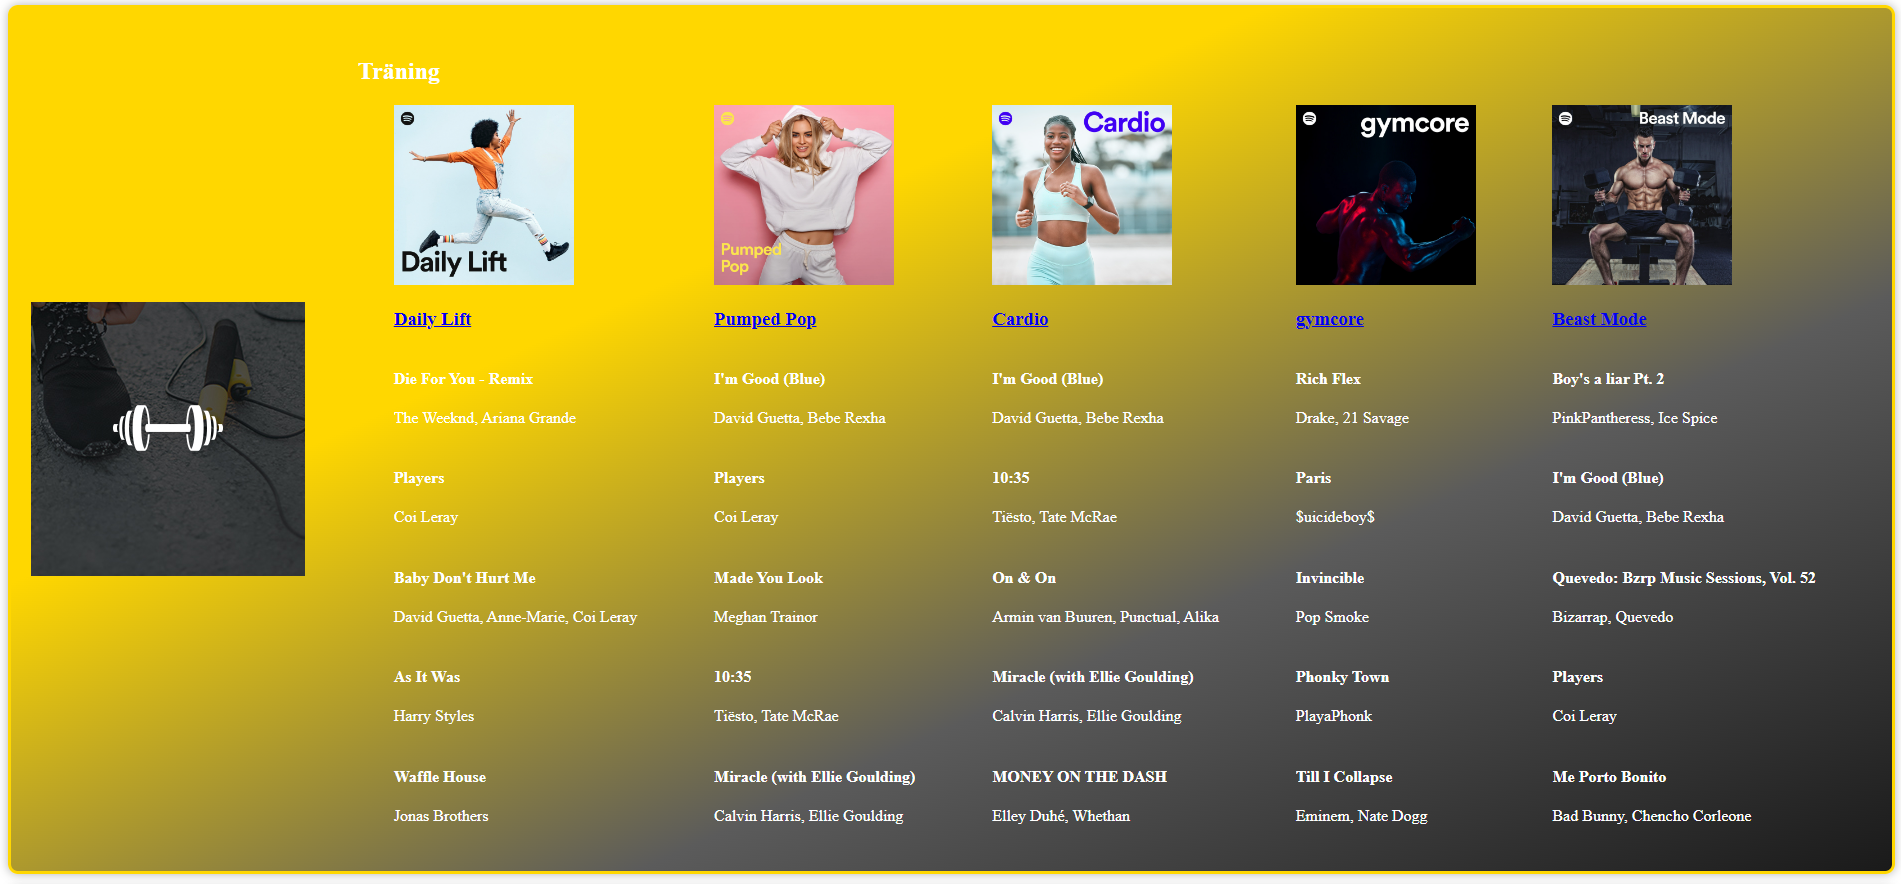 Träning
Daily Lift
Pumped
Pop
Cardio
gymcore
Beast Mode
Daily Lift
Pumped Pop
Cardio
gymcore
Beast Mode
Die For You - Remix
The Weeknd, Ariana Grande
Players
Coi Leray
Baby Don't Hurt Me
David Guetta, Anne-Marie, Coi Leray
As It Was
Harry Styles
Waffle House
Jonas Brothers
I'm Good (Blue)
David Guetta, Bebe Rexha
Players
Coi Leray
Made You Look
Meghan Trainor
10:35
Tiësto, Tate McRae
Miracle (with Ellie Goulding)
Calvin Harris, Ellie Goulding
I'm Good (Blue)
David Guetta, Bebe Rexha
10:35
Tiësto, Tate McRae
On & On
Armin van Buuren, Punctual, Alika
Miracle (with Ellie Goulding)
Calvin Harris, Ellie Goulding
MONEY ON THE DASH
Elley Duhé, Whethan
Rich Flex
Drake, 21 Savage
Paris
$uicideboy$
Invincible
Pop Smoke
Phonky Town
PlayaPhonk
Till I Collapse
Eminem, Nate Dogg
Boy's a liar Pt. 2
PinkPantheress, Ice Spice
I'm Good (Blue)
David Guetta, Bebe Rexha
Quevedo: Bzrp Music Sessions, Vol. 52
Bizarrap, Quevedo
Players
Coi Leray
Me Porto Bonito
Bad Bunny, Chencho Corleone